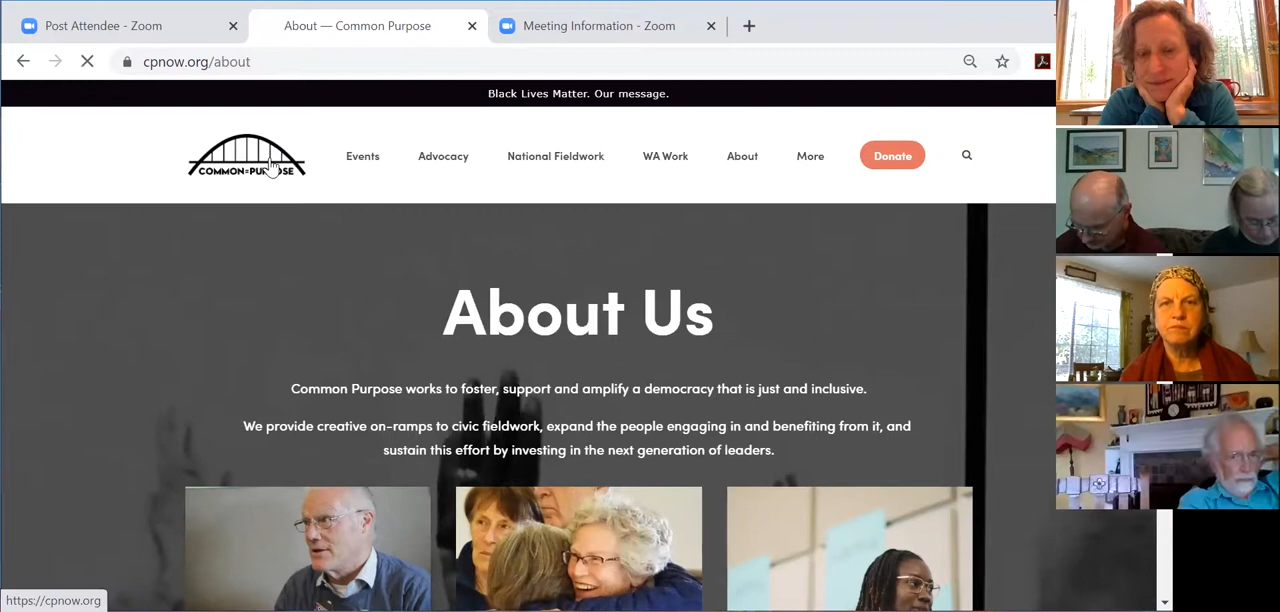 Post Attendee - Zoom
About — Common Purpose
Meeting Information - Zoom
cpnow.org/about
Black Lives Matter. Our message.
COMMON=PURPOSE
Events
Advocacy
National Fieldwork
WA Work
About
More
Donate
About Us
Common Purpose works to foster, support and amplify a democracy that is just and inclusive.
We provide creative on-ramps to civic fieldwork, expand the people engaging in and benefiting from it, and
sustain this effort by investing in the next generation of leaders.
https://cpnow.org